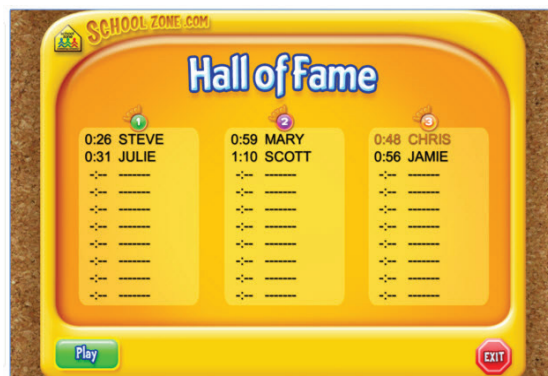 SCHOOL ZONE.COM
Hall of Fame
1 2 3
0:26 STEVE 0:59 MARY 0:48 CHRIS
0:31 JULIE 1:10 SCOTT 0:56 JAMIE
-:-- ------- -:-- ------- -:-- -------
-:-- ------- -:-- ------- -:-- -------
-:-- ------- -:-- ------- -:-- -------
-:-- ------- -:-- ------- -:-- -------
-:-- ------- -:-- ------- -:-- -------
-:-- ------- -:-- ------- -:-- -------
-:-- ------- -:-- ------- -:-- -------
-:-- ------- -:-- ------- -:-- -------
Play EXIT